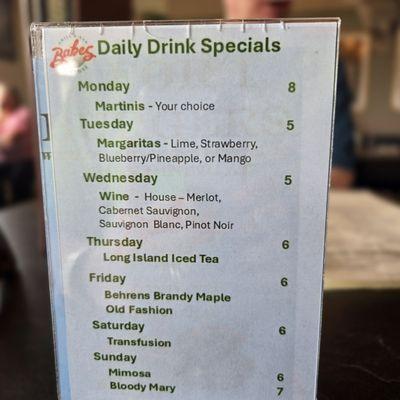 Babes
Daily Drink Specials
Monday 8
Martinis - Your choice
Tuesday 5
Margaritas - Lime, Strawberry,
Blueberry/Pineapple, or Mango
Wednesday 5
Wine - House – Merlot,
Cabernet Sauvignon,
Sauvignon Blanc, Pinot Noir
Thursday 6
Long Island Iced Tea
Friday 6
Behrens Brandy Maple
Old Fashion
Saturday 6
Transfusion
Sunday
Mimosa 6
Bloody Mary 7